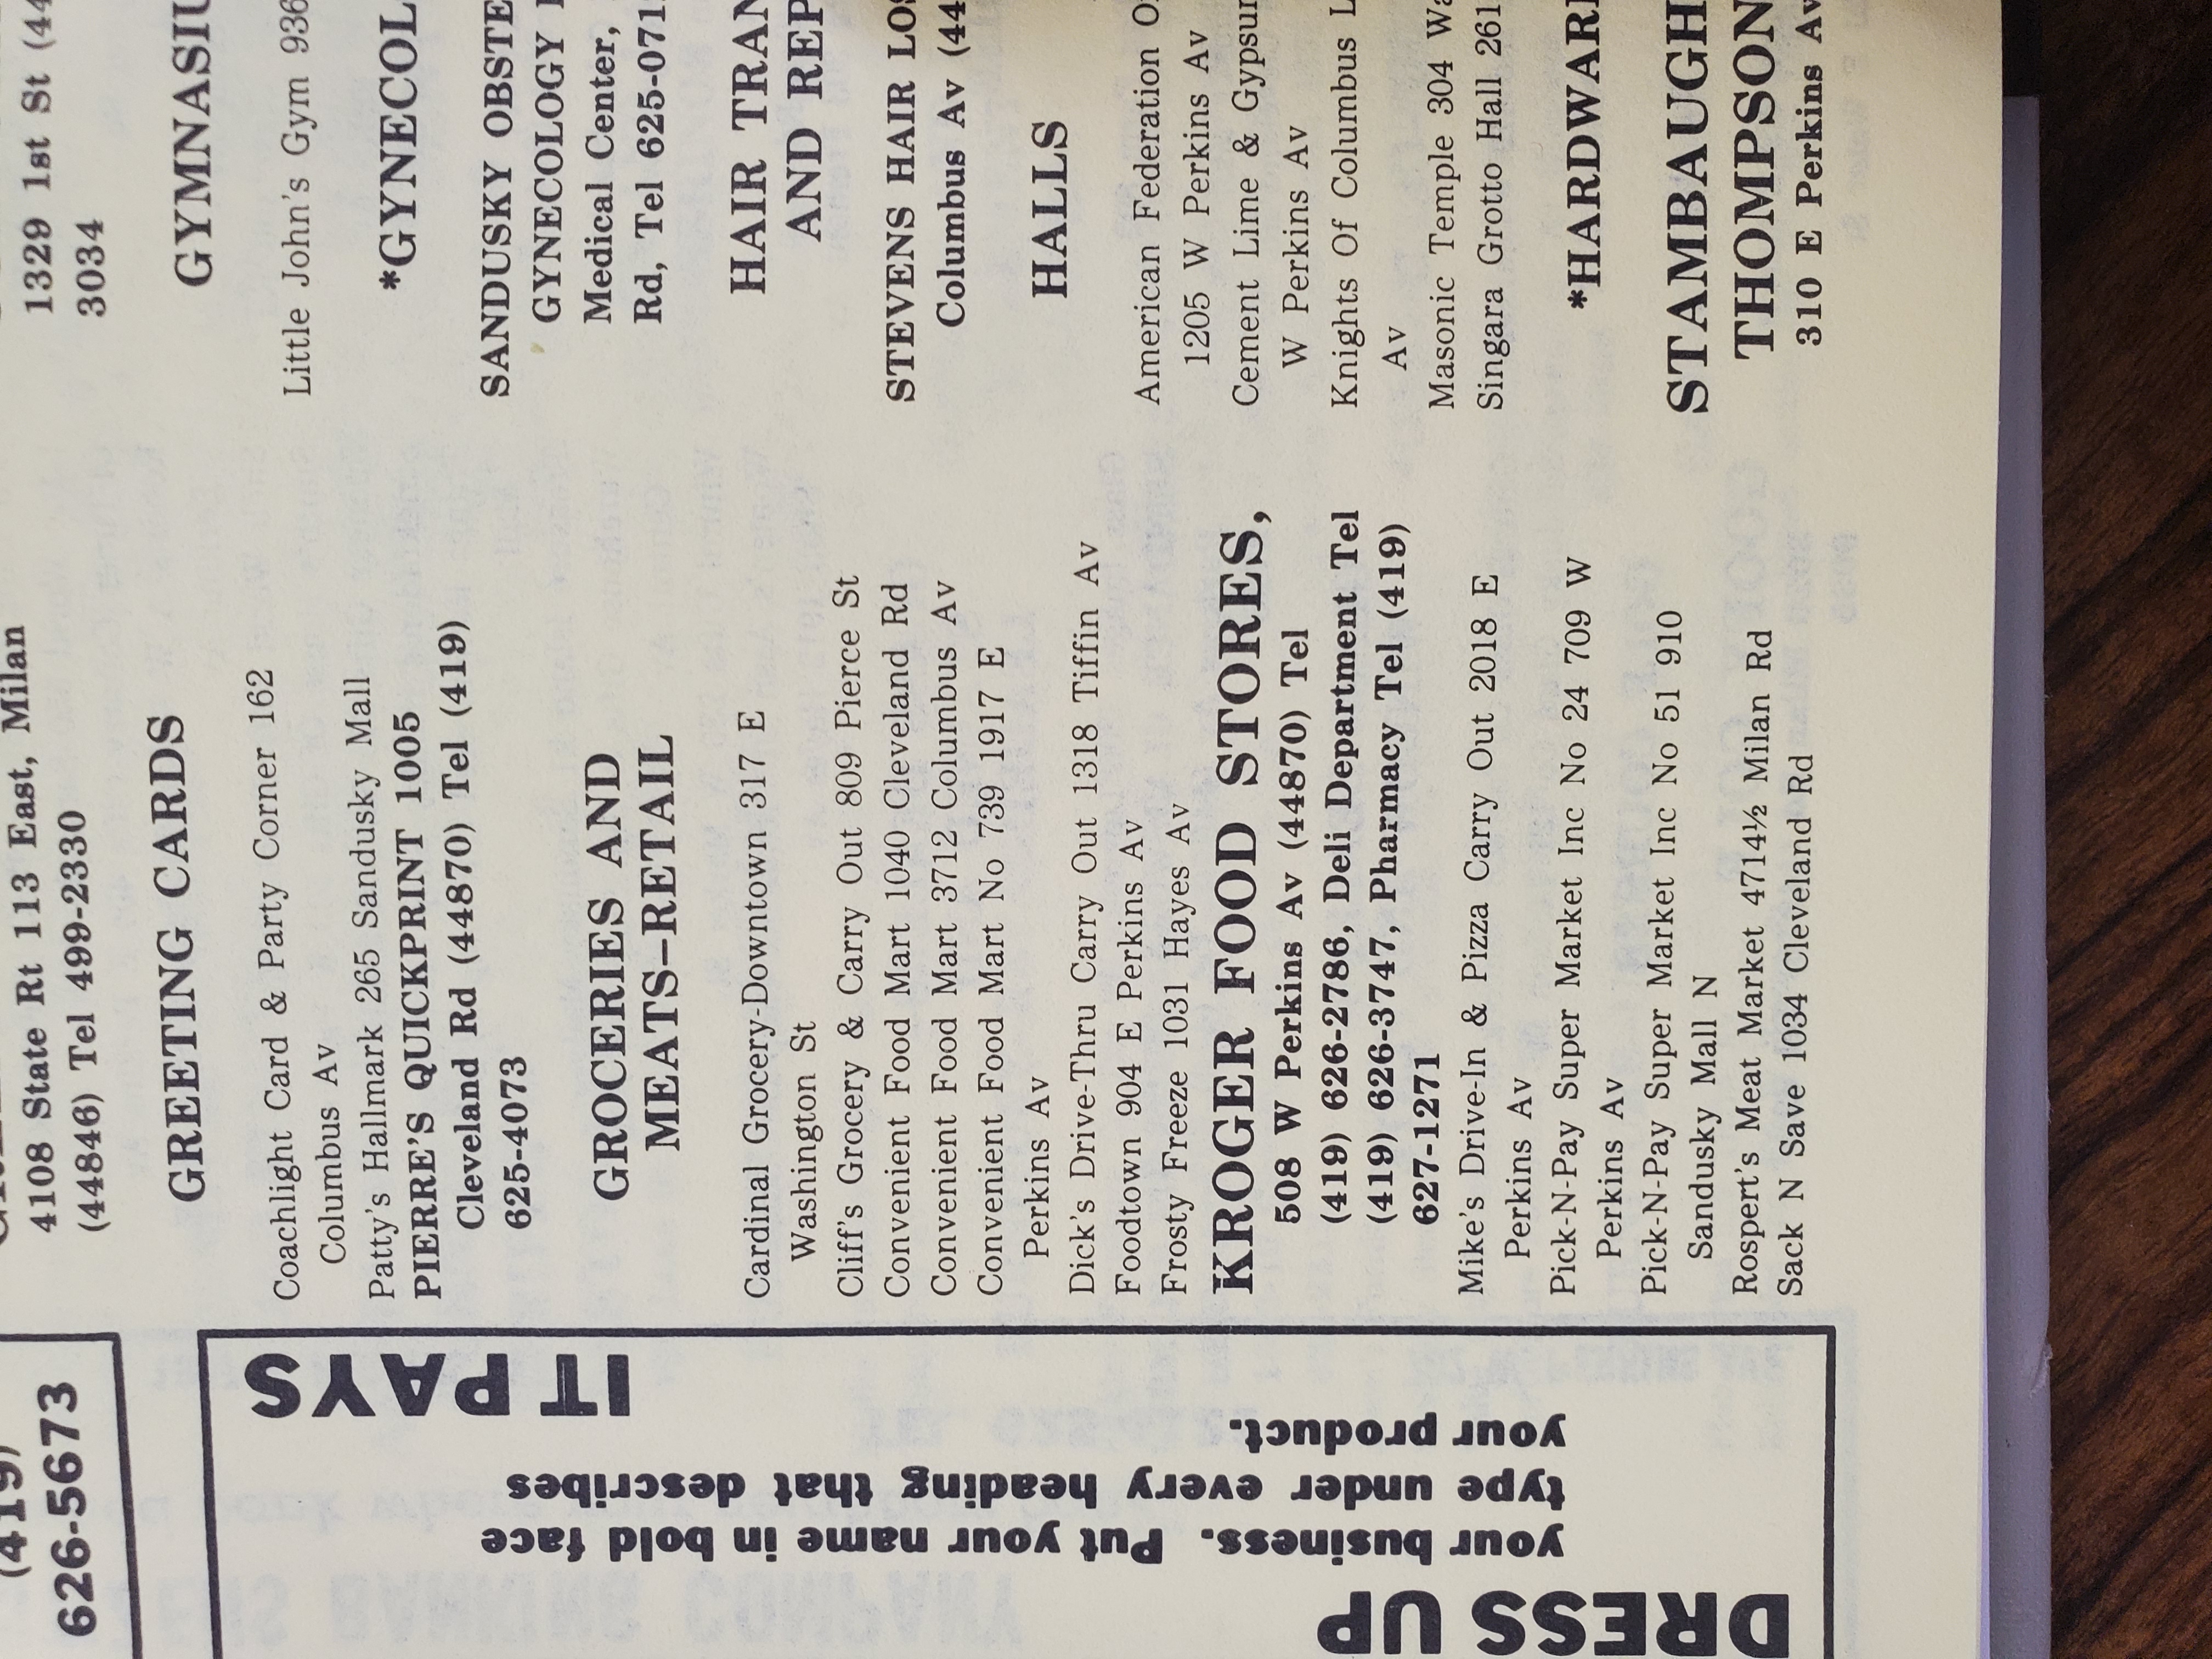 (419)
626-5673
DRESS UP
your business. Put your name in bold face
type under every heading that describes
your product.
IT PAYS
4108 State Rt 113 East, Milan
(44846) Tel 499-2330
GREETING CARDS
Coachlight Card & Party Corner 162
Columbus Av
Patty's Hallmark 265 Sandusky Mall
PIERRE'S QUICKPRINT 1005
Cleveland Rd (44870) Tel (419)
625-4073
GROCERIES AND
MEATS–RETAIL
Cardinal Grocery-Downtown 317 E
Washington St
Cliff's Grocery & Carry Out 809 Pierce St
Convenient Food Mart 1040 Cleveland Rd
Convenient Food Mart 3712 Columbus Av
Convenient Food Mart No 739 1917 E
Perkins Av
Dick's Drive-Thru Carry Out 1318 Tiffin Av
Foodtown 904 E Perkins Av
Frosty Freeze 1031 Hayes Av
KROGER FOOD STORES,
508 W Perkins Av (44870) Tel
(419) 626-2786, Deli Department Tel
(419) 626-3747, Pharmacy Tel (419)
627-1271
Mike's Drive-In & Pizza Carry Out 2018 E
Perkins Av
Pick-N-Pay Super Market Inc No 24 709 W
Perkins Av
Pick-N-Pay Super Market Inc No 51 910
Sandusky Mall N
Rospert's Meat Market 4714½ Milan Rd
Sack N Save 1034 Cleveland Rd
1329 1st St (44
3034
GYMNASIU
Little John's Gym 936
*GYNECOL
SANDUSKY OBSTE
GYNECOLOGY
Medical Center,
Rd, Tel 625-071
HAIR TRAN
AND REP
STEVENS HAIR LOS
Columbus Av (44
HALLS
American Federation O
1205 W Perkins Av
Cement Lime & Gypsu
W Perkins Av
Knights Of Columbus L
Av
Masonic Temple 304 Wa
Singara Grotto Hall 261
*HARDWAR
STAMBAUGH
THOMPSON
310 E Perkins Av